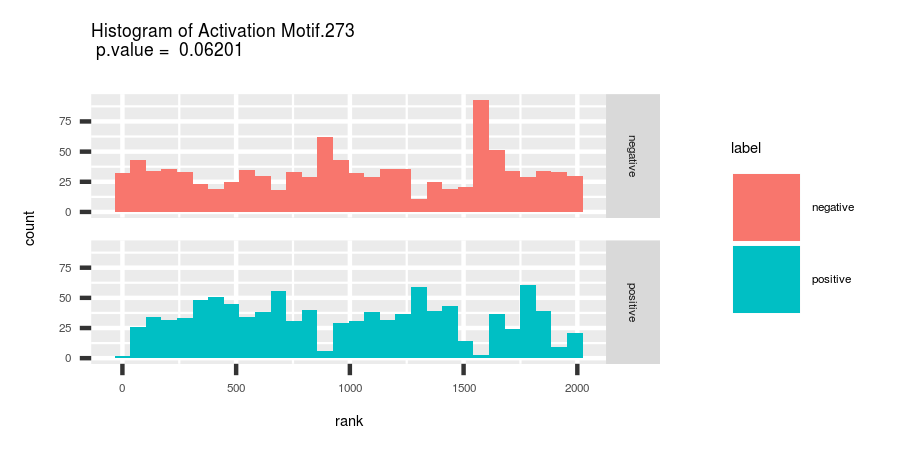 Histogram of Activation Motif.273
p.value =  0.06201
count
75
50
25
0
negative
75
50
25
0
positive
0 500 1000 1500 2000
rank
label
negative
positive